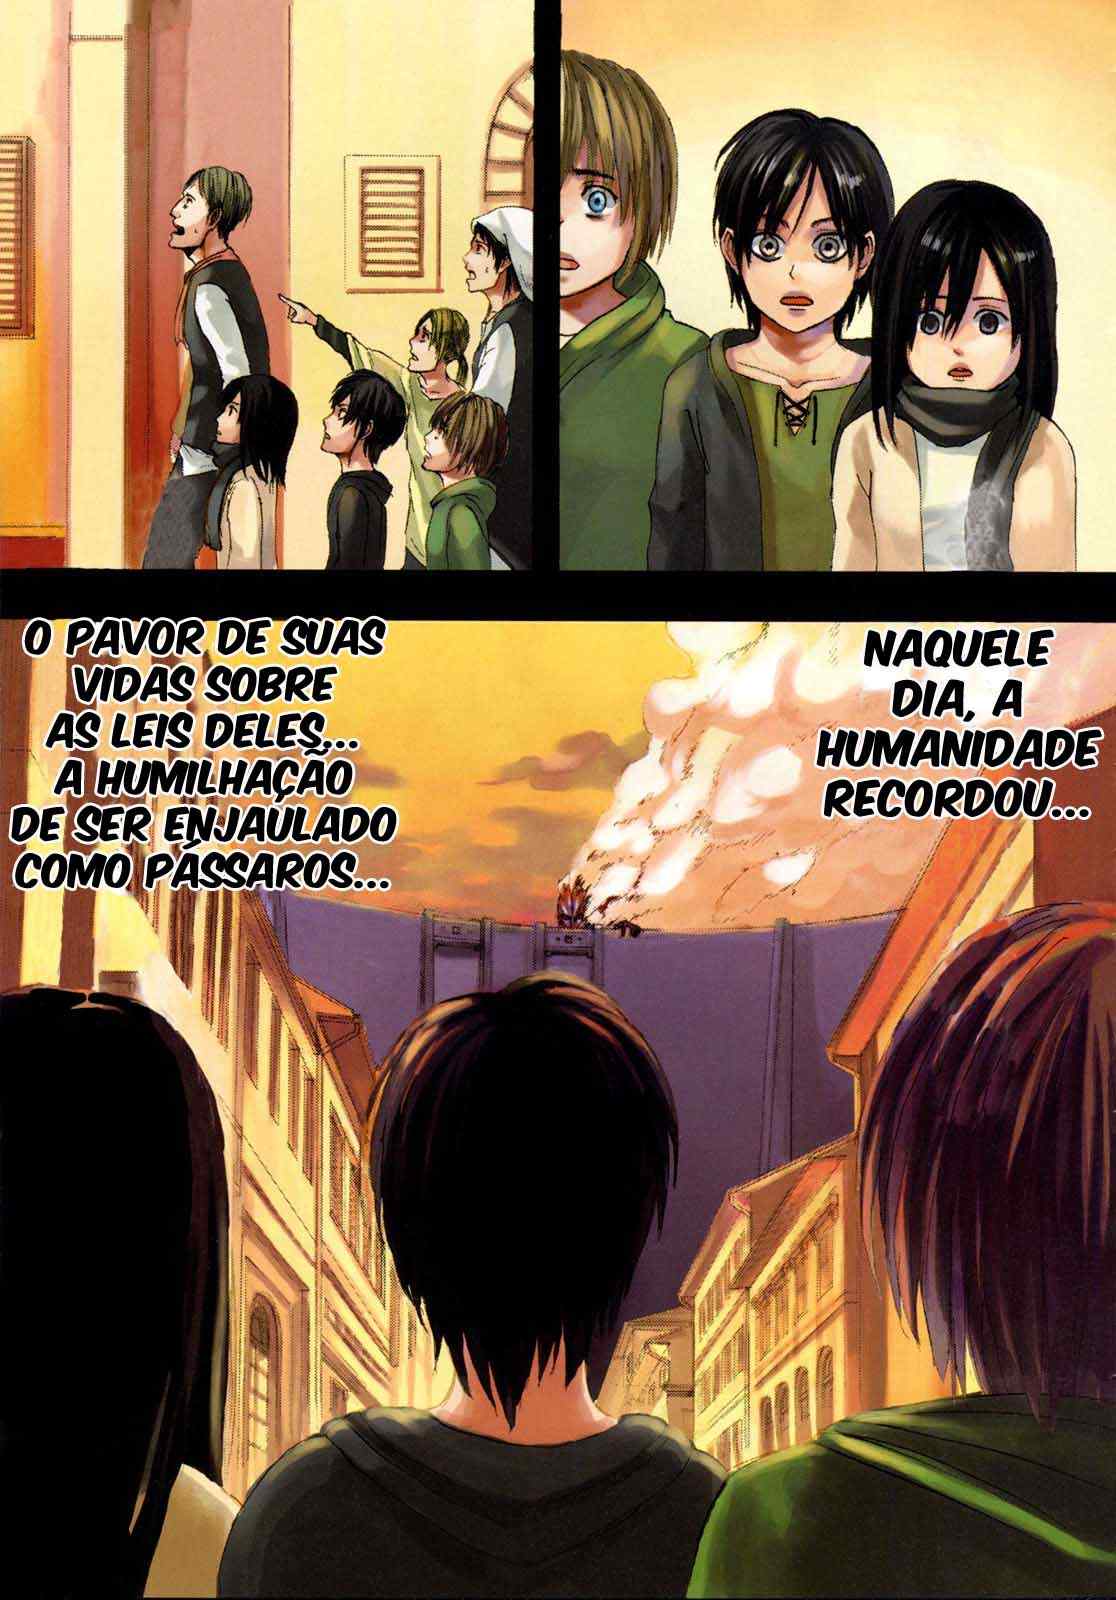 NAQUELE
DIA, A
HUMANIDADE
RECORDOU...
O PAVOR DE SUAS
VIDAS SOBRE
AS LEIS DELES...
A HUMILHAÇÃO
DE SER ENJAULADO
COMO PÁSSAROS...